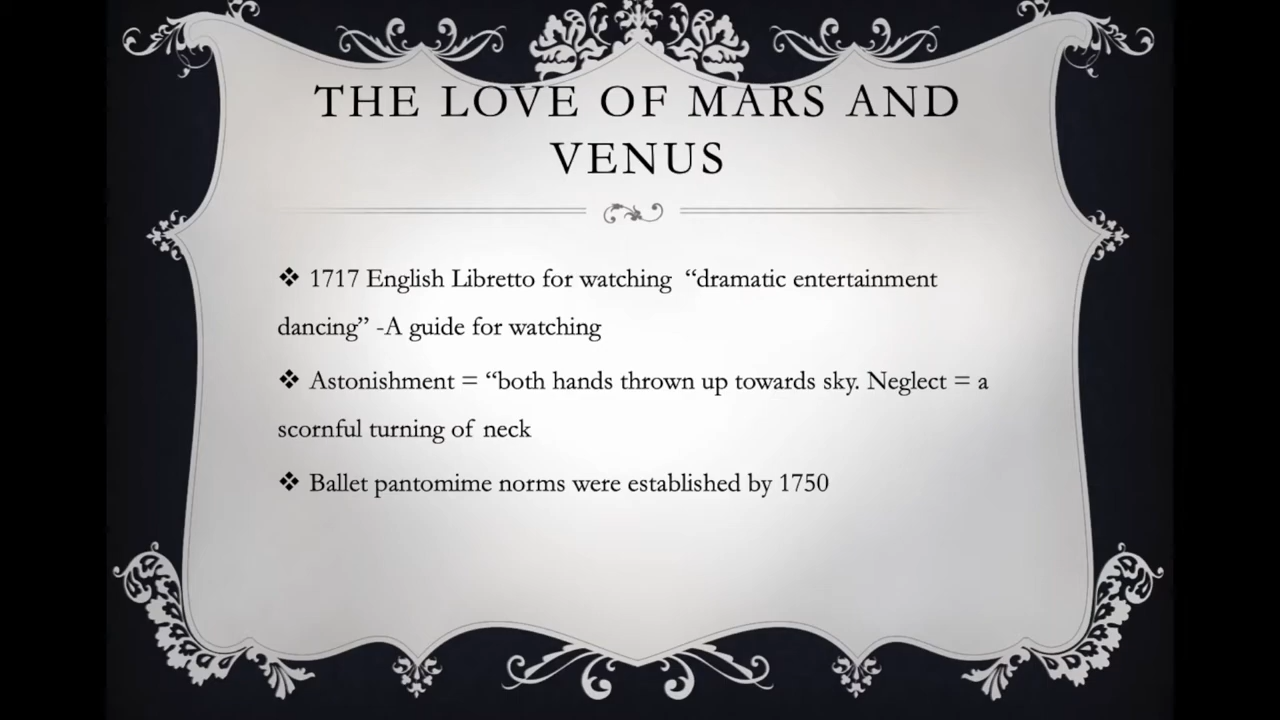 THE LOVE OF MARS AND
VENUS
❖ 1717 English Libretto for watching “dramatic entertainment
dancing” -A guide for watching
❖ Astonishment = “both hands thrown up towards sky. Neglect = a
scornful turning of neck
❖ Ballet pantomime norms were established by 1750